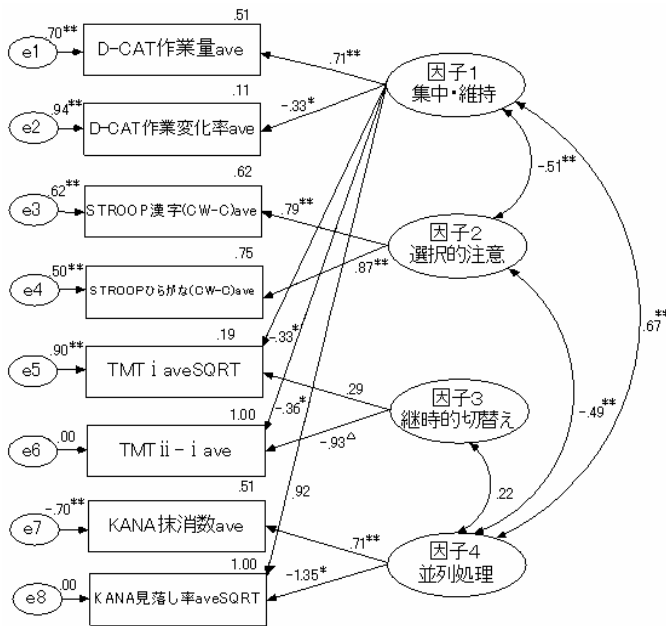 .51
e1 .70** D-CAT作業量ave
.71**
因子1
集中・維持
.11
e2 .94** D-CAT作業変化率ave
-.33*
-.51**
.62
e3 .62** STROOP漢字(CW-C)ave
.79**
因子2
選択的注意
.75
e4 .50** STROOPひらがな(CW-C)ave
.87**
.67**
.19
e5 .90** TMTⅰaveSQRT
-.33*
.29
因子3
継時的切替え
-.49**
1.00
e6 .00 TMTⅱ-ⅰave
-.36*
-.93△
.22
.51
e7 -.70** KANA抹消数ave
.92
.71**
因子4
並列処理
1.00
e8 .00 KANA見落し率aveSQRT
-1.35*